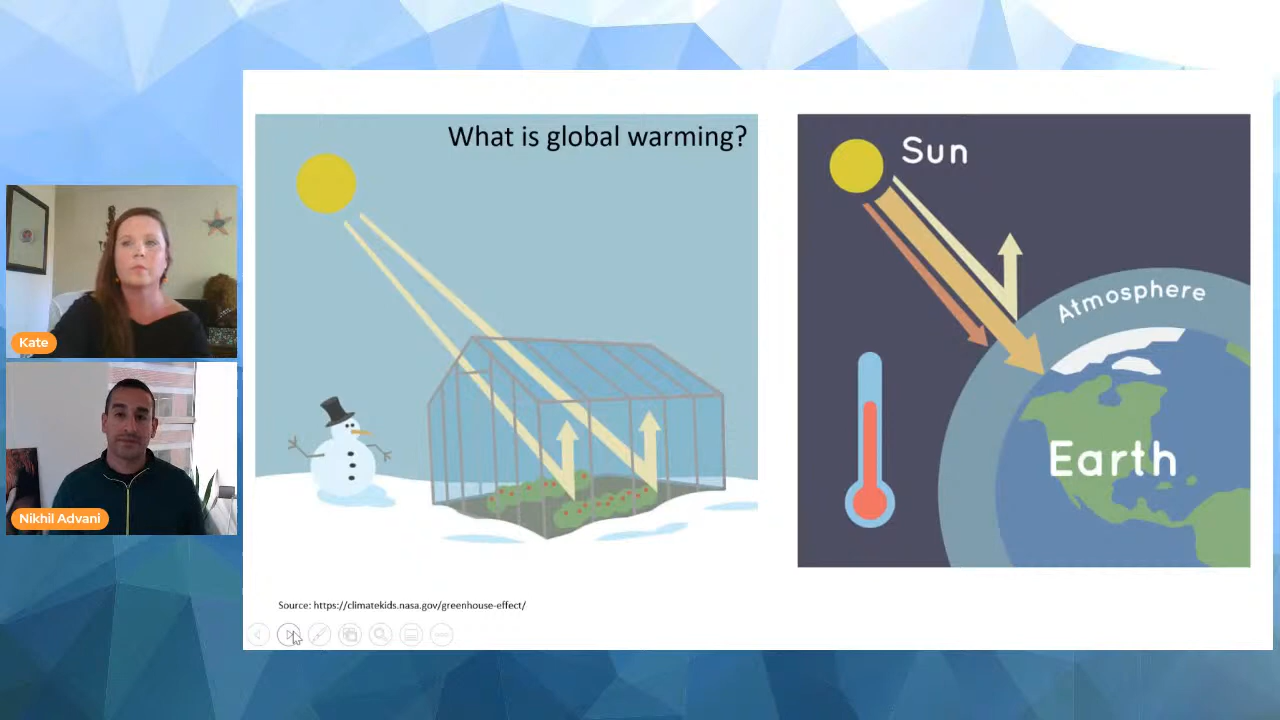 What is global warming?
Sun
Atmosphere
Earth
Kate
Nikhil Advani
Source: https://climatekids.nasa.gov/greenhouse-effect/